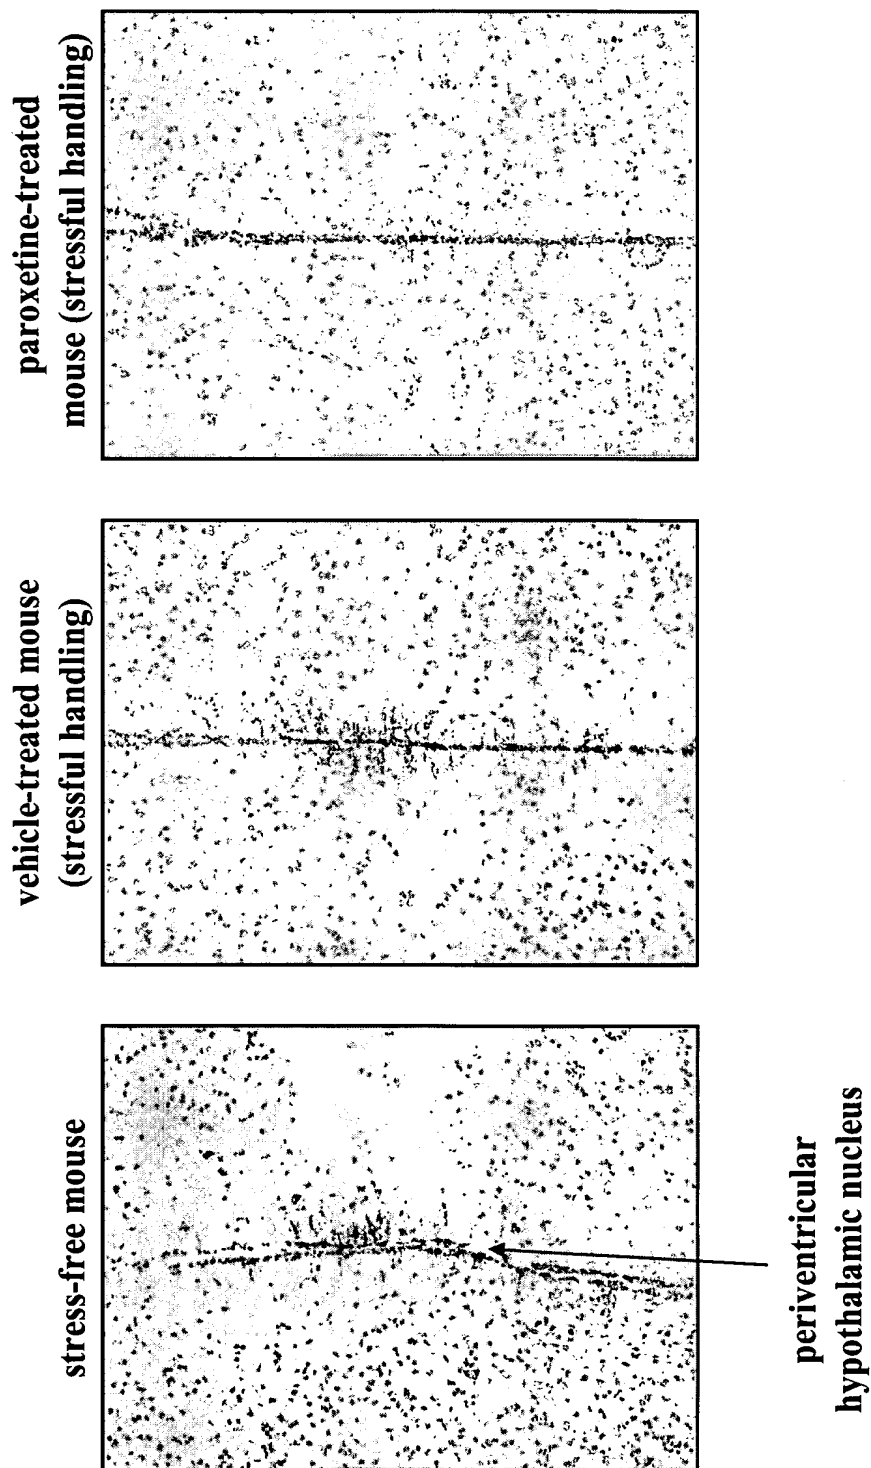 stress-free mouse
vehicle-treated mouse
(stressful handling)
paroxetine-treated
mouse (stressful handling)
periventricular
hypothalamic nucleus